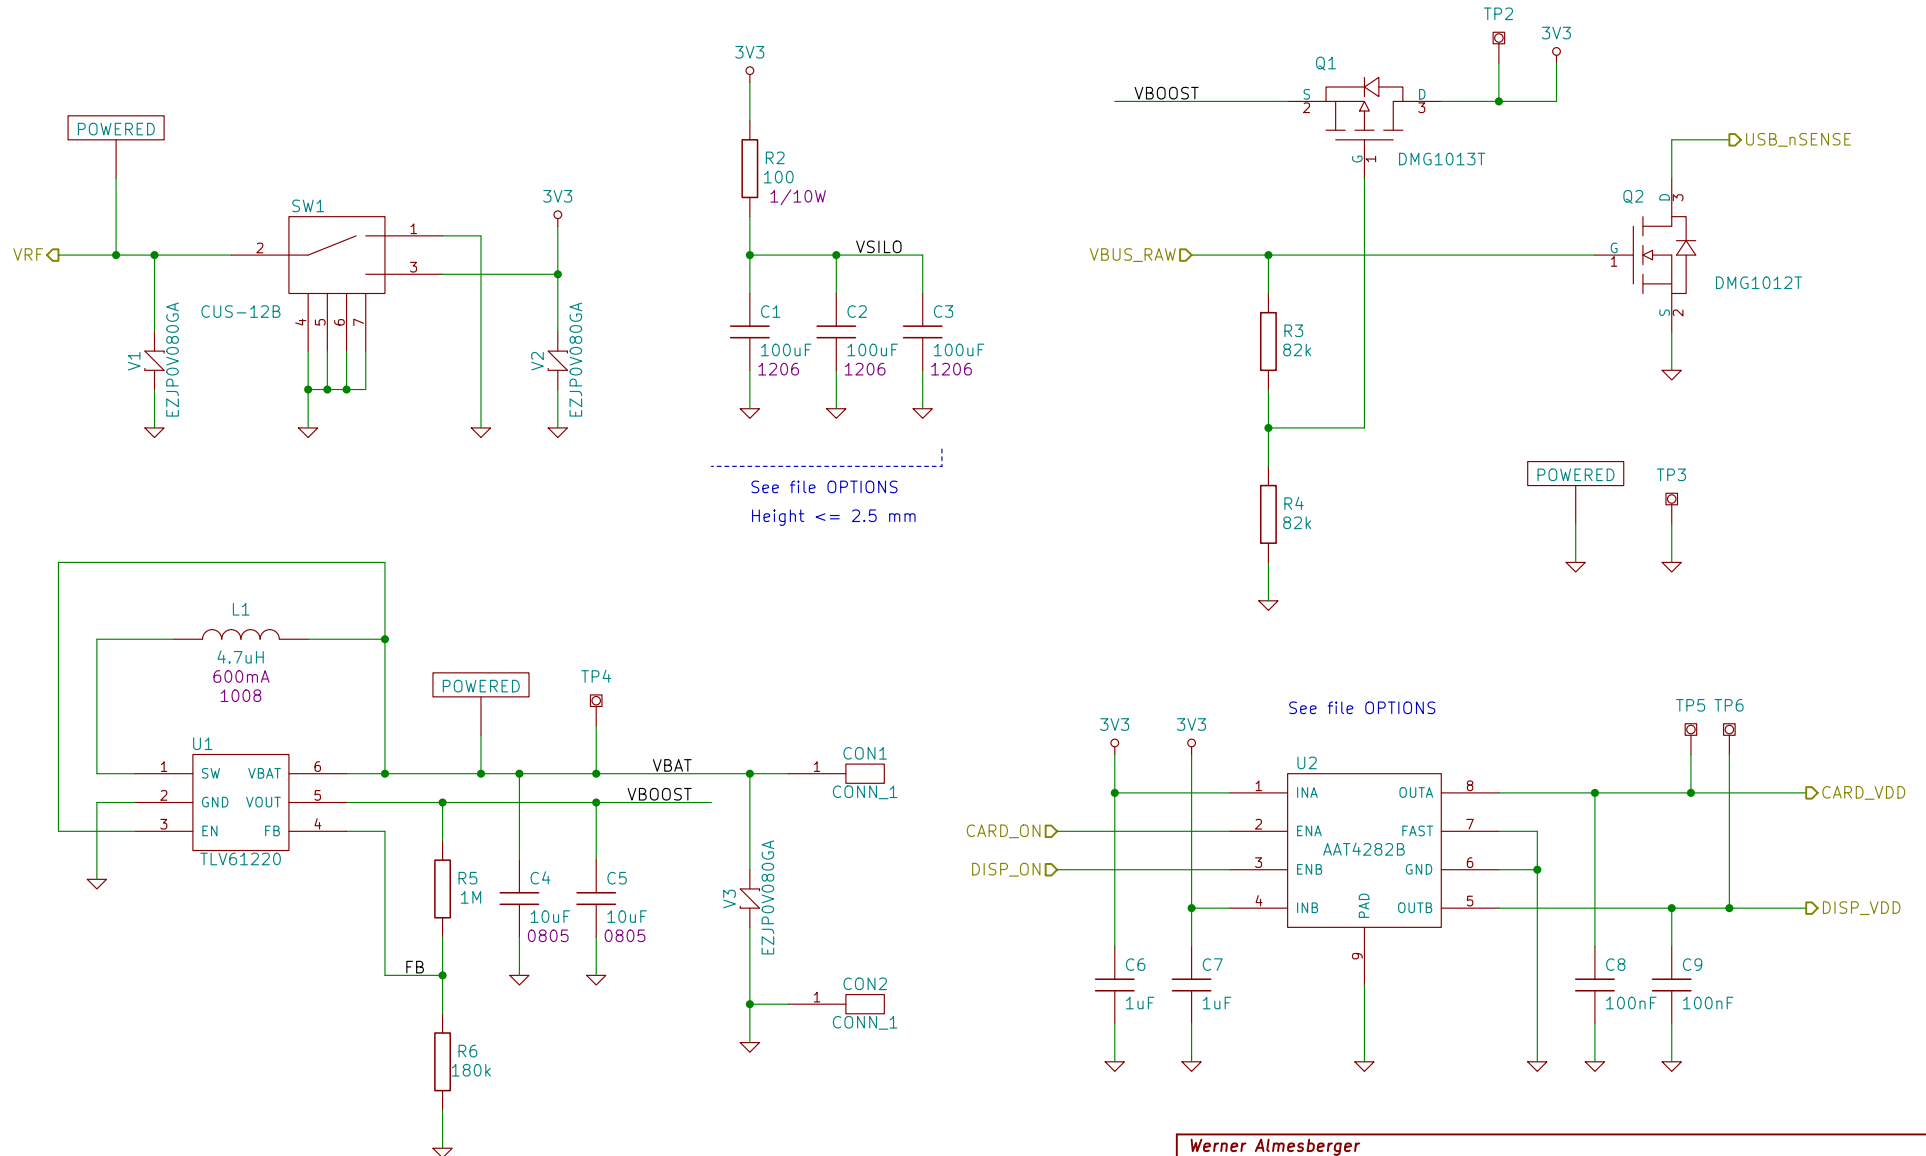 POWERED
VRF
SW1
2
1
3
4
5
6
7
CUS-12B
3V3
V1
EZJP0V080GA
V2
EZJP0V080GA
3V3
R2
100
1/10W
VSILO
C1
100uF
1206
C2
100uF
1206
C3
100uF
1206
See file OPTIONS
Height <= 2.5 mm
TP2
3V3
Q1
VBOOST
S
2
D
3
G
1
DMG1013T
USB_nSENSE
Q2
D
3
G
1
S
2
DMG1012T
VBUS_RAW
R3
82k
R4
82k
POWERED
TP3
L1
4.7uH
600mA
1008
U1
1
SW
VBAT
6
2
GND
VOUT
5
3
EN
FB
4
TLV61220
POWERED
TP4
VBAT
VBOOST
1
CON1
CONN_1
R5
1M
C4
10uF
0805
C5
10uF
0805
V3
EZJP0V080GA
FB
R6
180k
1
CON2
CONN_1
See file OPTIONS
3V3
3V3
TP5
TP6
U2
1
INA
OUTA
8
CARD_VDD
CARD_ON
2
ENA
FAST
7
AAT4282B
DISP_ON
3
ENB
GND
6
4
INB
OUTB
5
DISP_VDD
PAD
9
C6
1uF
C7
1uF
C8
100nF
C9
100nF
Werner Almesberger